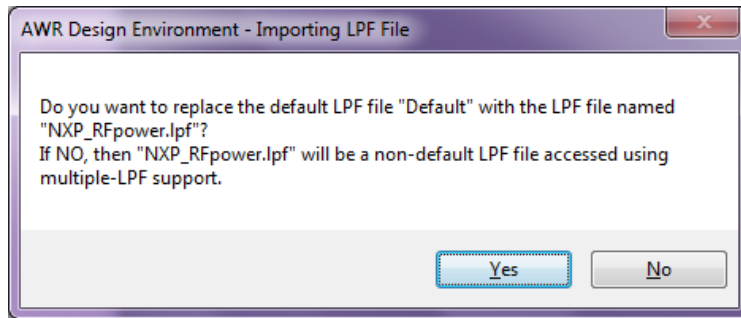 AWR Design Environment - Importing LPF File
Do you want to replace the default LPF file "Default" with the LPF file named
"NXP_RFpower.lpf"?
If NO, then "NXP_RFpower.lpf" will be a non-default LPF file accessed using
multiple-LPF support.
Yes
No